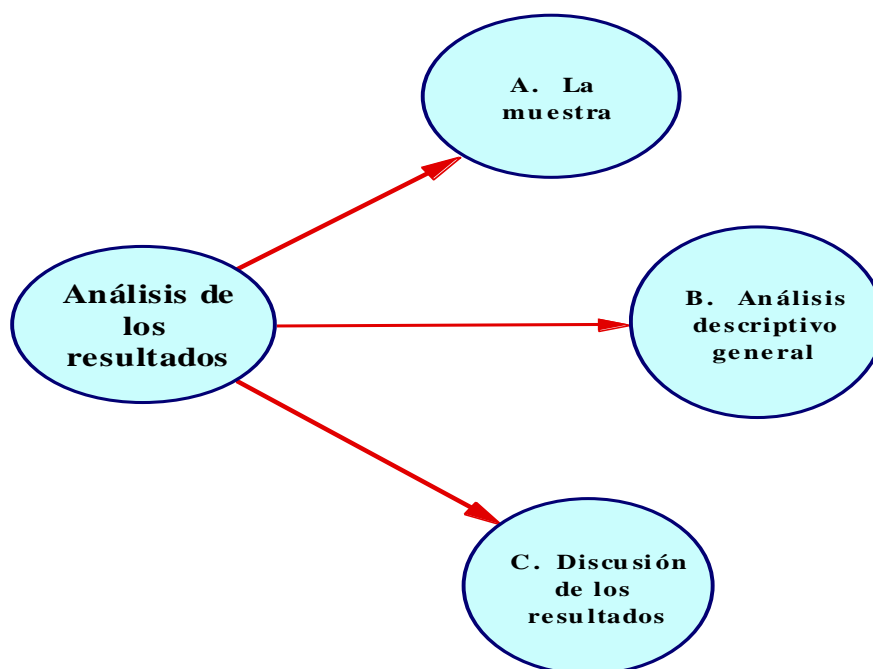 A. La
muestra
Análisis de
los
resultados
B. Análisis
descriptivo
general
C. Discusión
de los
resultados